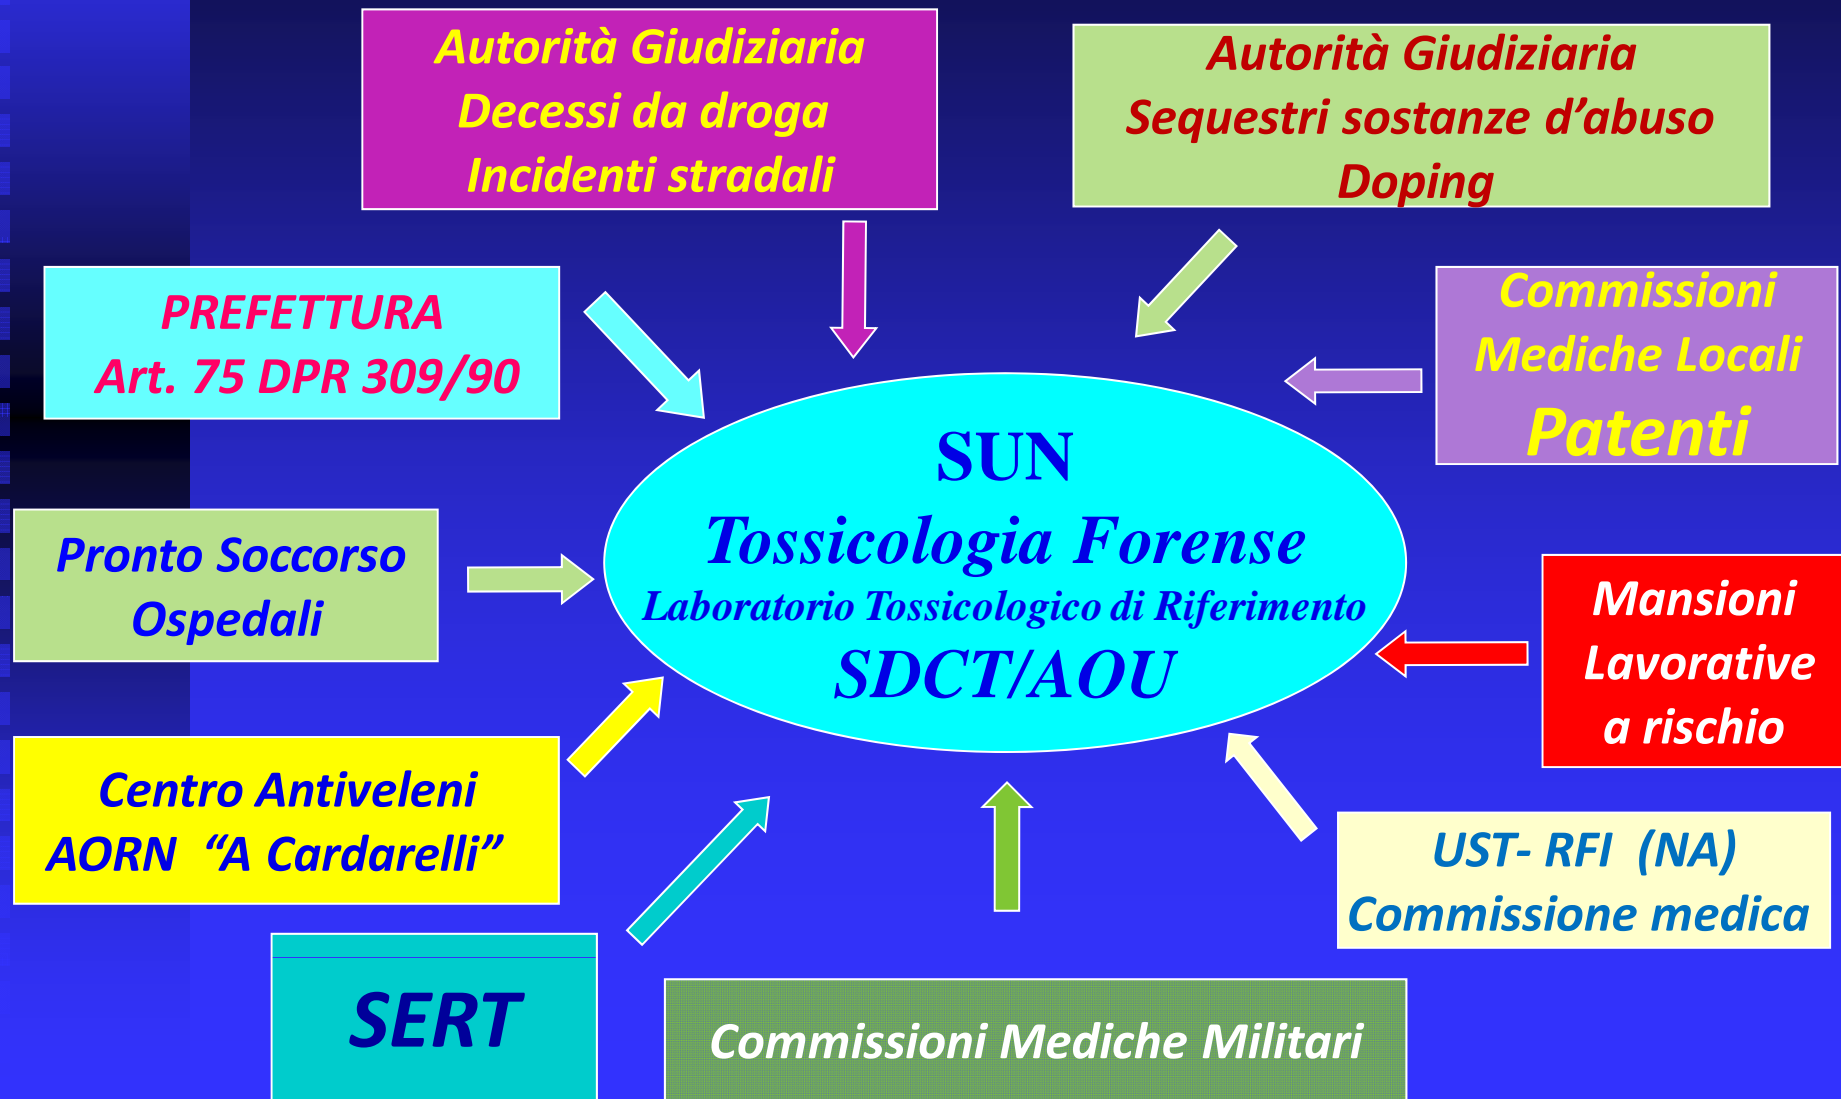 Autorità Giudiziaria
Decessi da droga
Incidenti stradali
Autorità Giudiziaria
Sequestri sostanze d’abuso
Doping
PREFETTURA
Art. 75 DPR 309/90
Commissioni
Mediche Locali
Patenti
SUN
Tossicologia Forense
Laboratorio Tossicologico di Riferimento
SDCT/AOU
Pronto Soccorso
Ospedali
Mansioni
Lavorative
a rischio
Centro Antiveleni
AORN “A Cardarelli”
UST- RFI (NA)
Commissione medica
SERT
Commissioni Mediche Militari